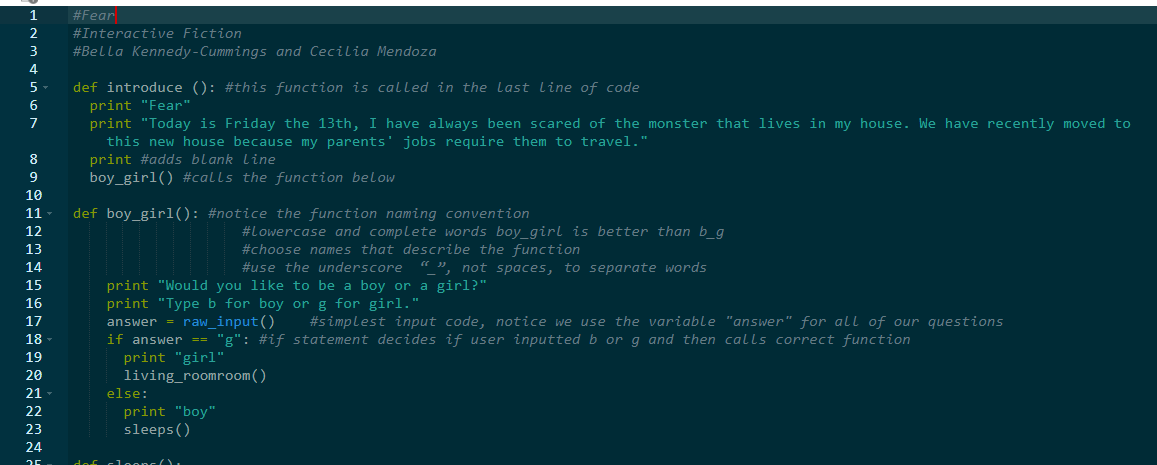 1 #Fear
2 #Interactive Fiction
3 #Bella Kennedy-Cummings and Cecilia Mendoza
4
5 def introduce (): #this function is called in the last line of code
6 print "Fear"
7 print "Today is Friday the 13th, I have always been scared of the monster that lives in my house. We have recently moved to
this new house because my parents' jobs require them to travel."
8 print #adds blank line
9 boy_girl() #calls the function below
10
11 def boy_girl(): #notice the function naming convention
12 #lowercase and complete words boy_girl is better than b_g
13 #choose names that describe the function
14 #use the underscore “_”, not spaces, to separate words
15 print "Would you like to be a boy or a girl?"
16 print "Type b for boy or g for girl."
17 answer = raw_input() #simplest input code, notice we use the variable "answer" for all of our questions
18 if answer == "g": #if statement decides if user inputted b or g and then calls correct function
19 print "girl"
20 living_roomroom()
21 else:
22 print "boy"
23 sleeps()
24
25 def sleeps():